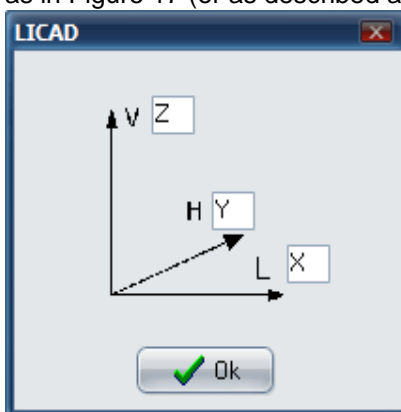 as in Figure 17 (or as described a
LICAD
V Z
H Y
L X
Ok